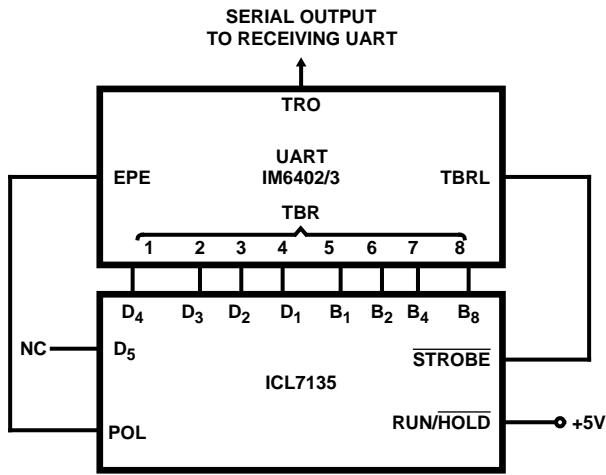 SERIAL OUTPUT
TO RECEIVING UART
TRO
UART
IM6402/3
EPE
TBRL
TBR
1 2 3 4 5 6 7 8
D4 D3 D2 D1 B1 B2 B4 B8
NC
D5
STROBE
ICL7135
RUN/HOLD
+5V
POL